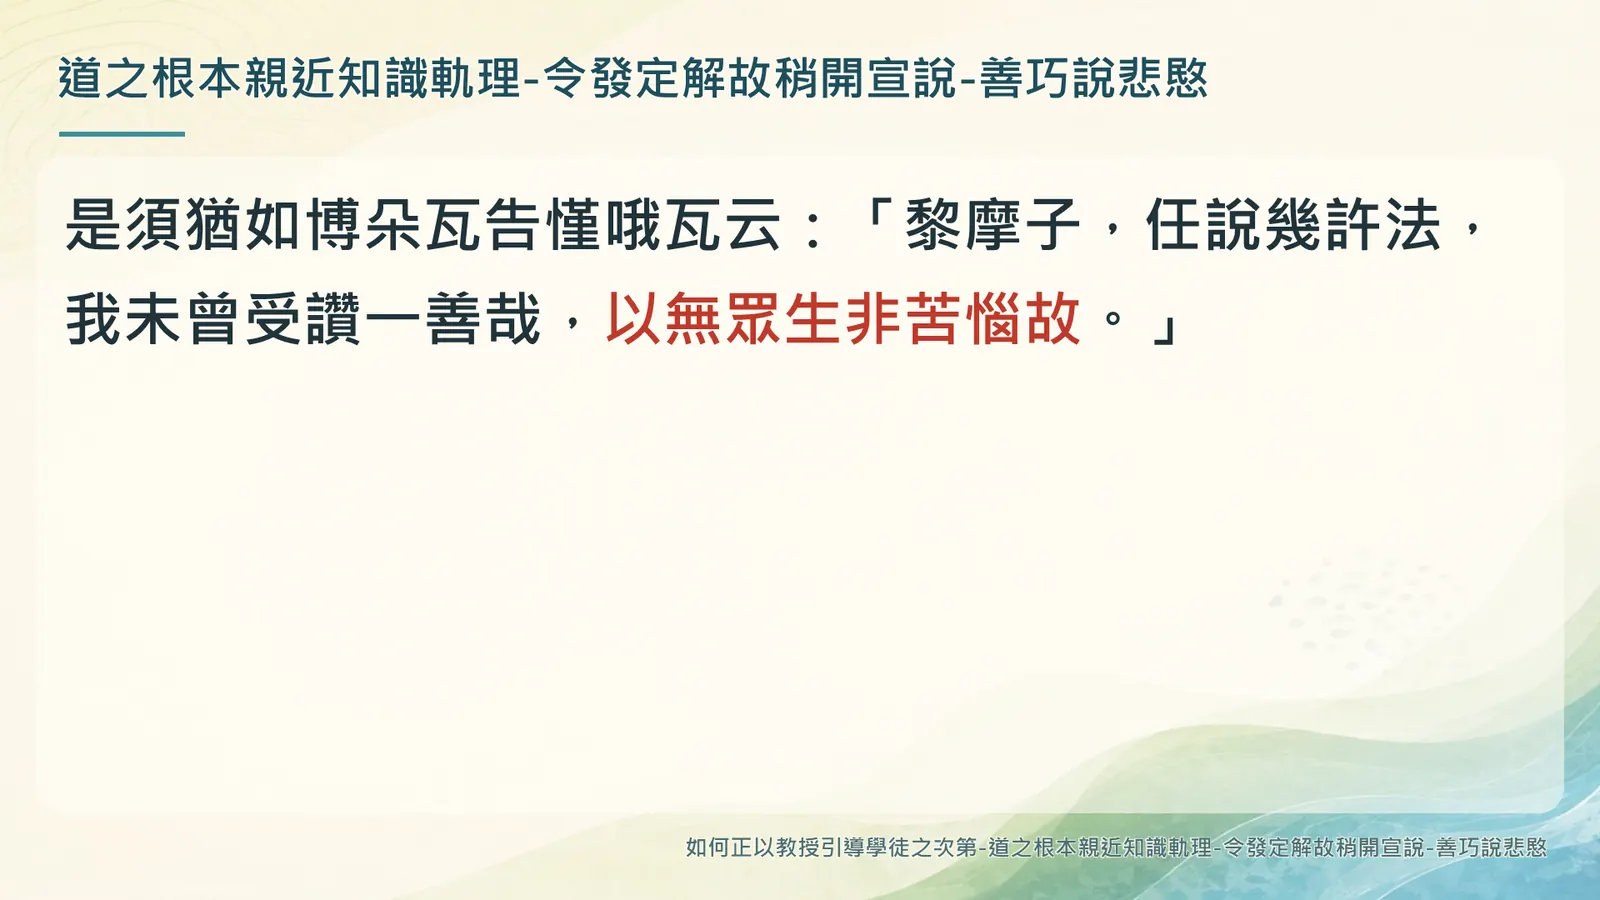 道之根本親近知識軌理-令發定解故稍開宣說-善巧說悲愍
是須猶如博朵瓦告慬哦瓦云：「黎摩子，任說幾許法，
我未曾受讚一善哉，以無眾生非苦惱故。」
如何正以教授引導學徒之次第-道之根本親近知識軌理-令發定解故稍開宣說-善巧說悲愍